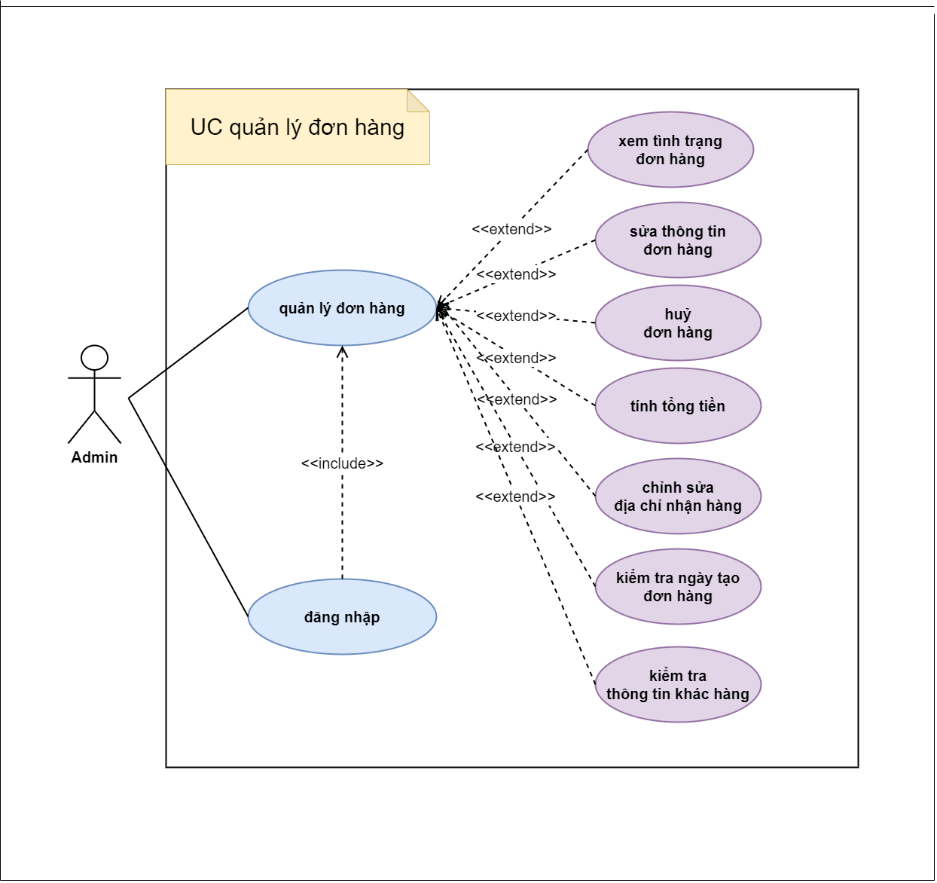 UC quản lý đơn hàng
xem tình trạng
đơn hàng
<<extend>>
sửa thông tin
đơn hàng
<<extend>>
quản lý đơn hàng
<<extend>>
huỷ
đơn hàng
<<extend>>
tính tổng tiền
<<extend>>
Admin
<<include>>
<<extend>>
chỉnh sửa
địa chỉ nhận hàng
<<extend>>
kiểm tra ngày tạo
đơn hàng
đăng nhập
kiểm tra
thông tin khác hàng